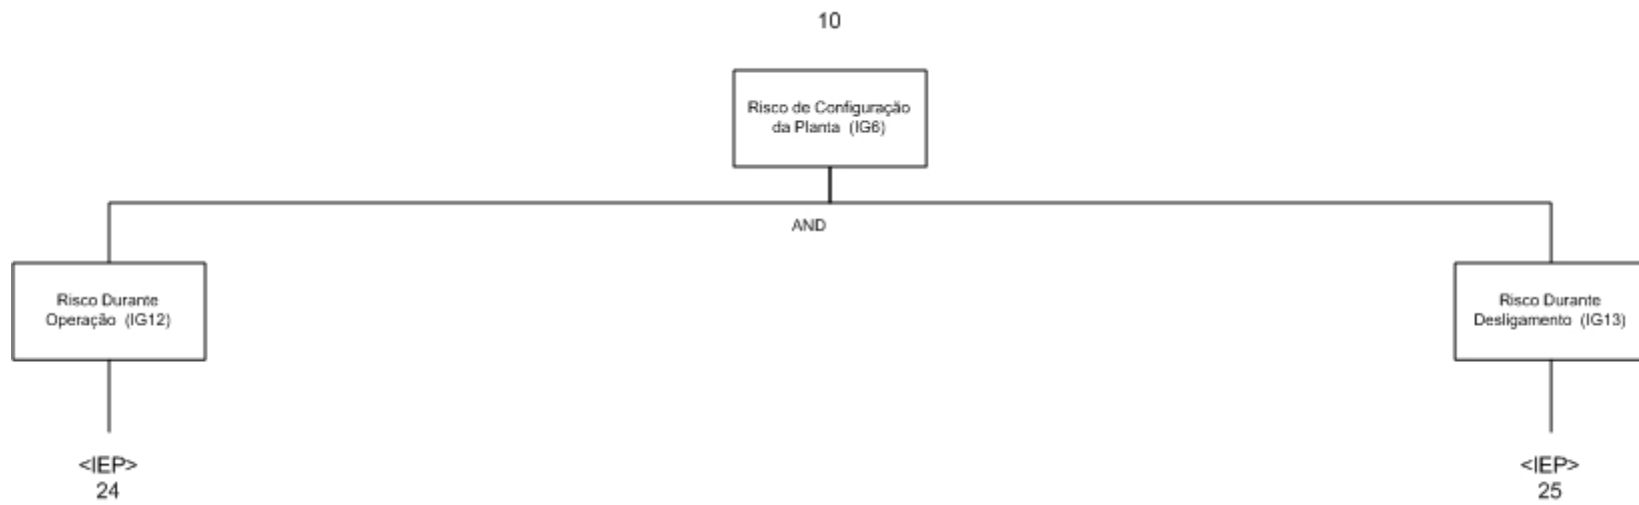 10
Risco de Configuração
da Planta (IG6)
AND
Risco Durante
Operação (IG12)
Risco Durante
Desligamento (IG13)
<IEP>
24
<IEP>
25